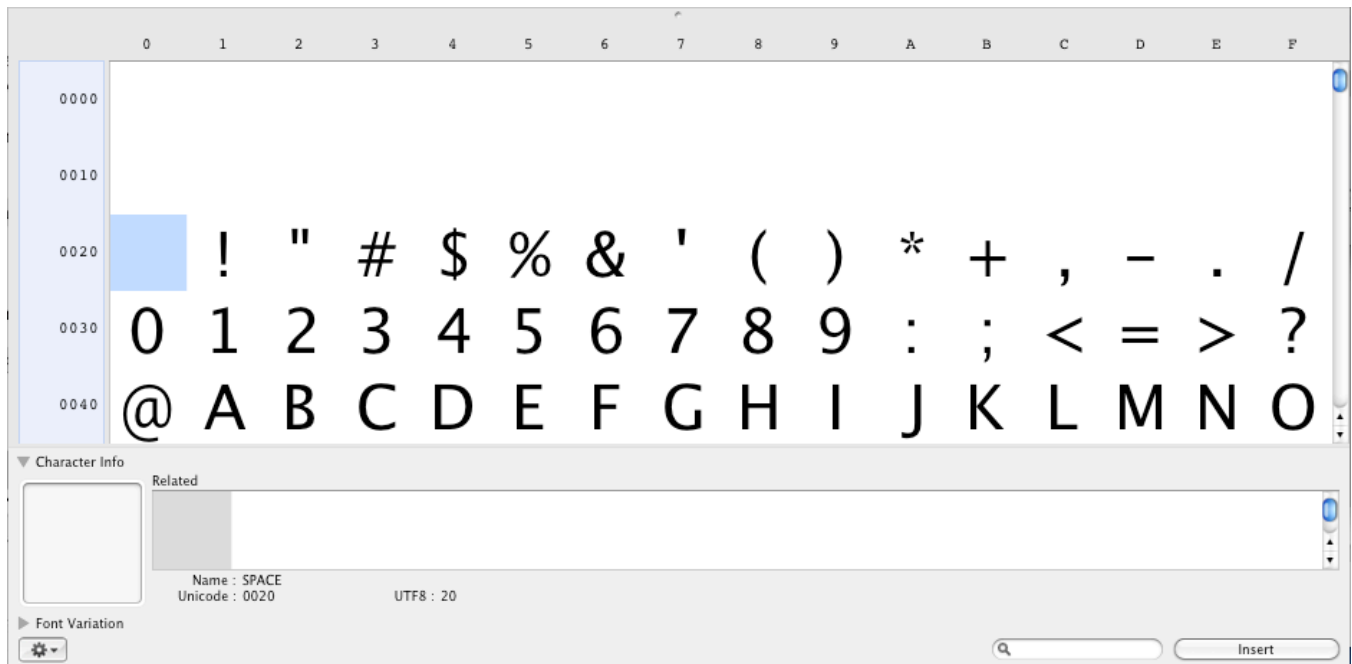 0 1 2 3 4 5 6 7 8 9 A B C D E F
0000
0010
0020 ! " # $ % & ' ( ) * + , - . /
0030 0 1 2 3 4 5 6 7 8 9 : ; < = > ?
0040 @ A B C D E F G H I J K L M N O
Character Info
Related
Name : SPACE
Unicode : 0020 UTF8 : 20
Font Variation
Insert